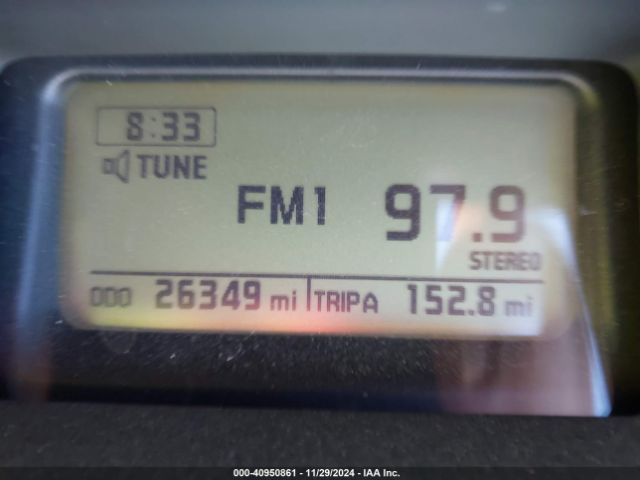 8:33
TUNE
FM1 97.9
STEREO
ODO 26349 mi TRIPA 152.8 mi
000-40950861 - 11/29/2024 - IAA Inc.